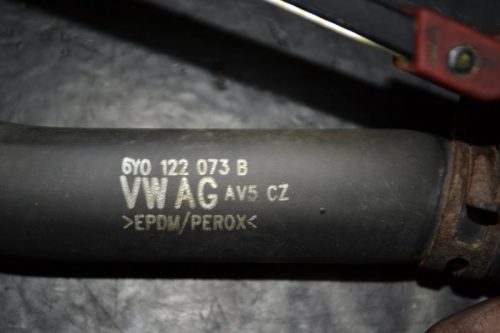 6Y0 122 073 B
VW AG AV5 CZ
>EPDM/PEROX<